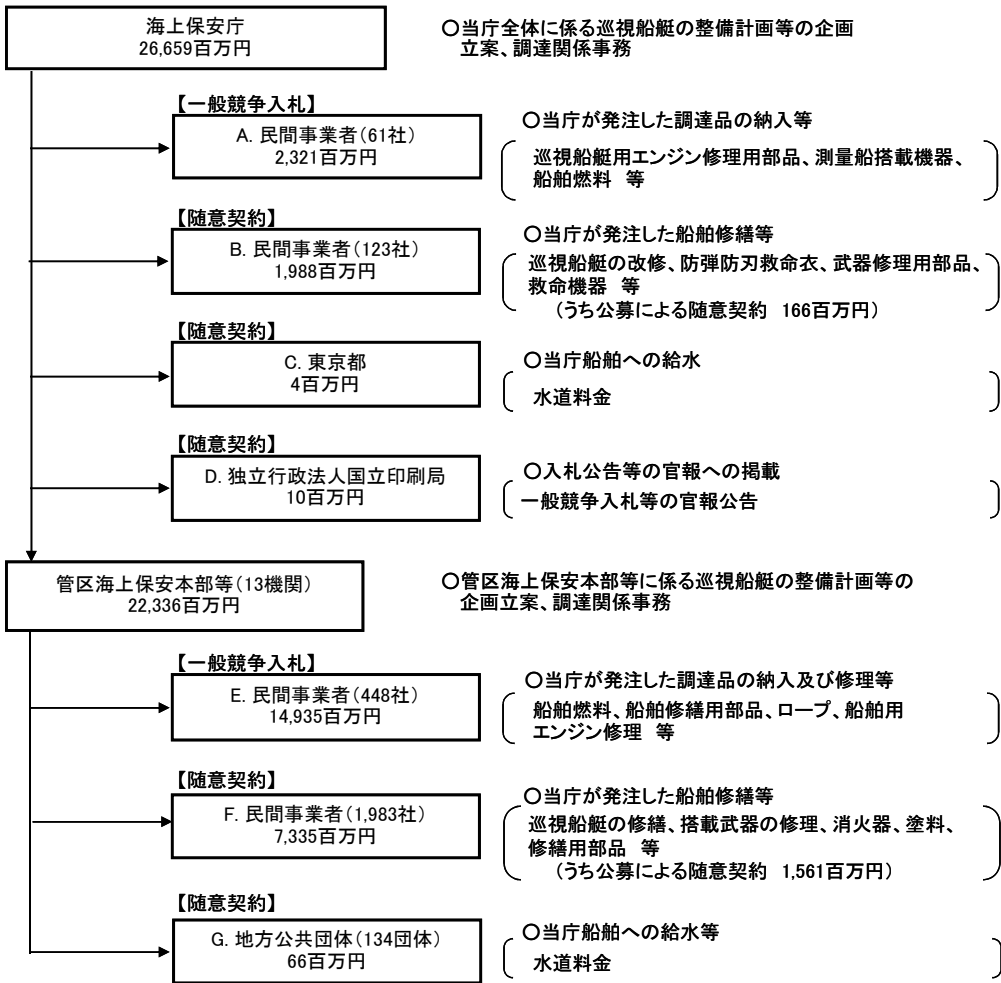 海上保安庁
26,659百万円
○当庁全体に係る巡視船艇の整備計画等の企画
立案、調達関係事務
【一般競争入札】
A. 民間事業者(61社)
2,321百万円
○当庁が発注した調達品の納入等
巡視船艇用エンジン修理用部品、測量船搭載機器、
船舶燃料 等
【随意契約】
B. 民間事業者(123社)
1,988百万円
○当庁が発注した船舶修繕等
巡視船艇の改修、防弾防刃救命衣、武器修理用部品、
救命機器 等
(うち公募による随意契約 166百万円)
【随意契約】
C. 東京都
4百万円
○当庁船舶への給水
水道料金
【随意契約】
D. 独立行政法人国立印刷局
10百万円
○入札公告等の官報への掲載
一般競争入札等の官報公告
管区海上保安本部等(13機関)
22,336百万円
○管区海上保安本部等に係る巡視船艇の整備計画等の
企画立案、調達関係事務
【一般競争入札】
E. 民間事業者(448社)
14,935百万円
○当庁が発注した調達品の納入及び修理等
船舶燃料、船舶修繕用部品、ロープ、船舶用
エンジン修理 等
【随意契約】
F. 民間事業者(1,983社)
7,335百万円
○当庁が発注した船舶修繕等
巡視船艇の修繕、搭載武器の修理、消火器、塗料、
修繕用部品 等
(うち公募による随意契約 1,561百万円)
【随意契約】
G. 地方公共団体(134団体)
66百万円
○当庁船舶への給水等
水道料金